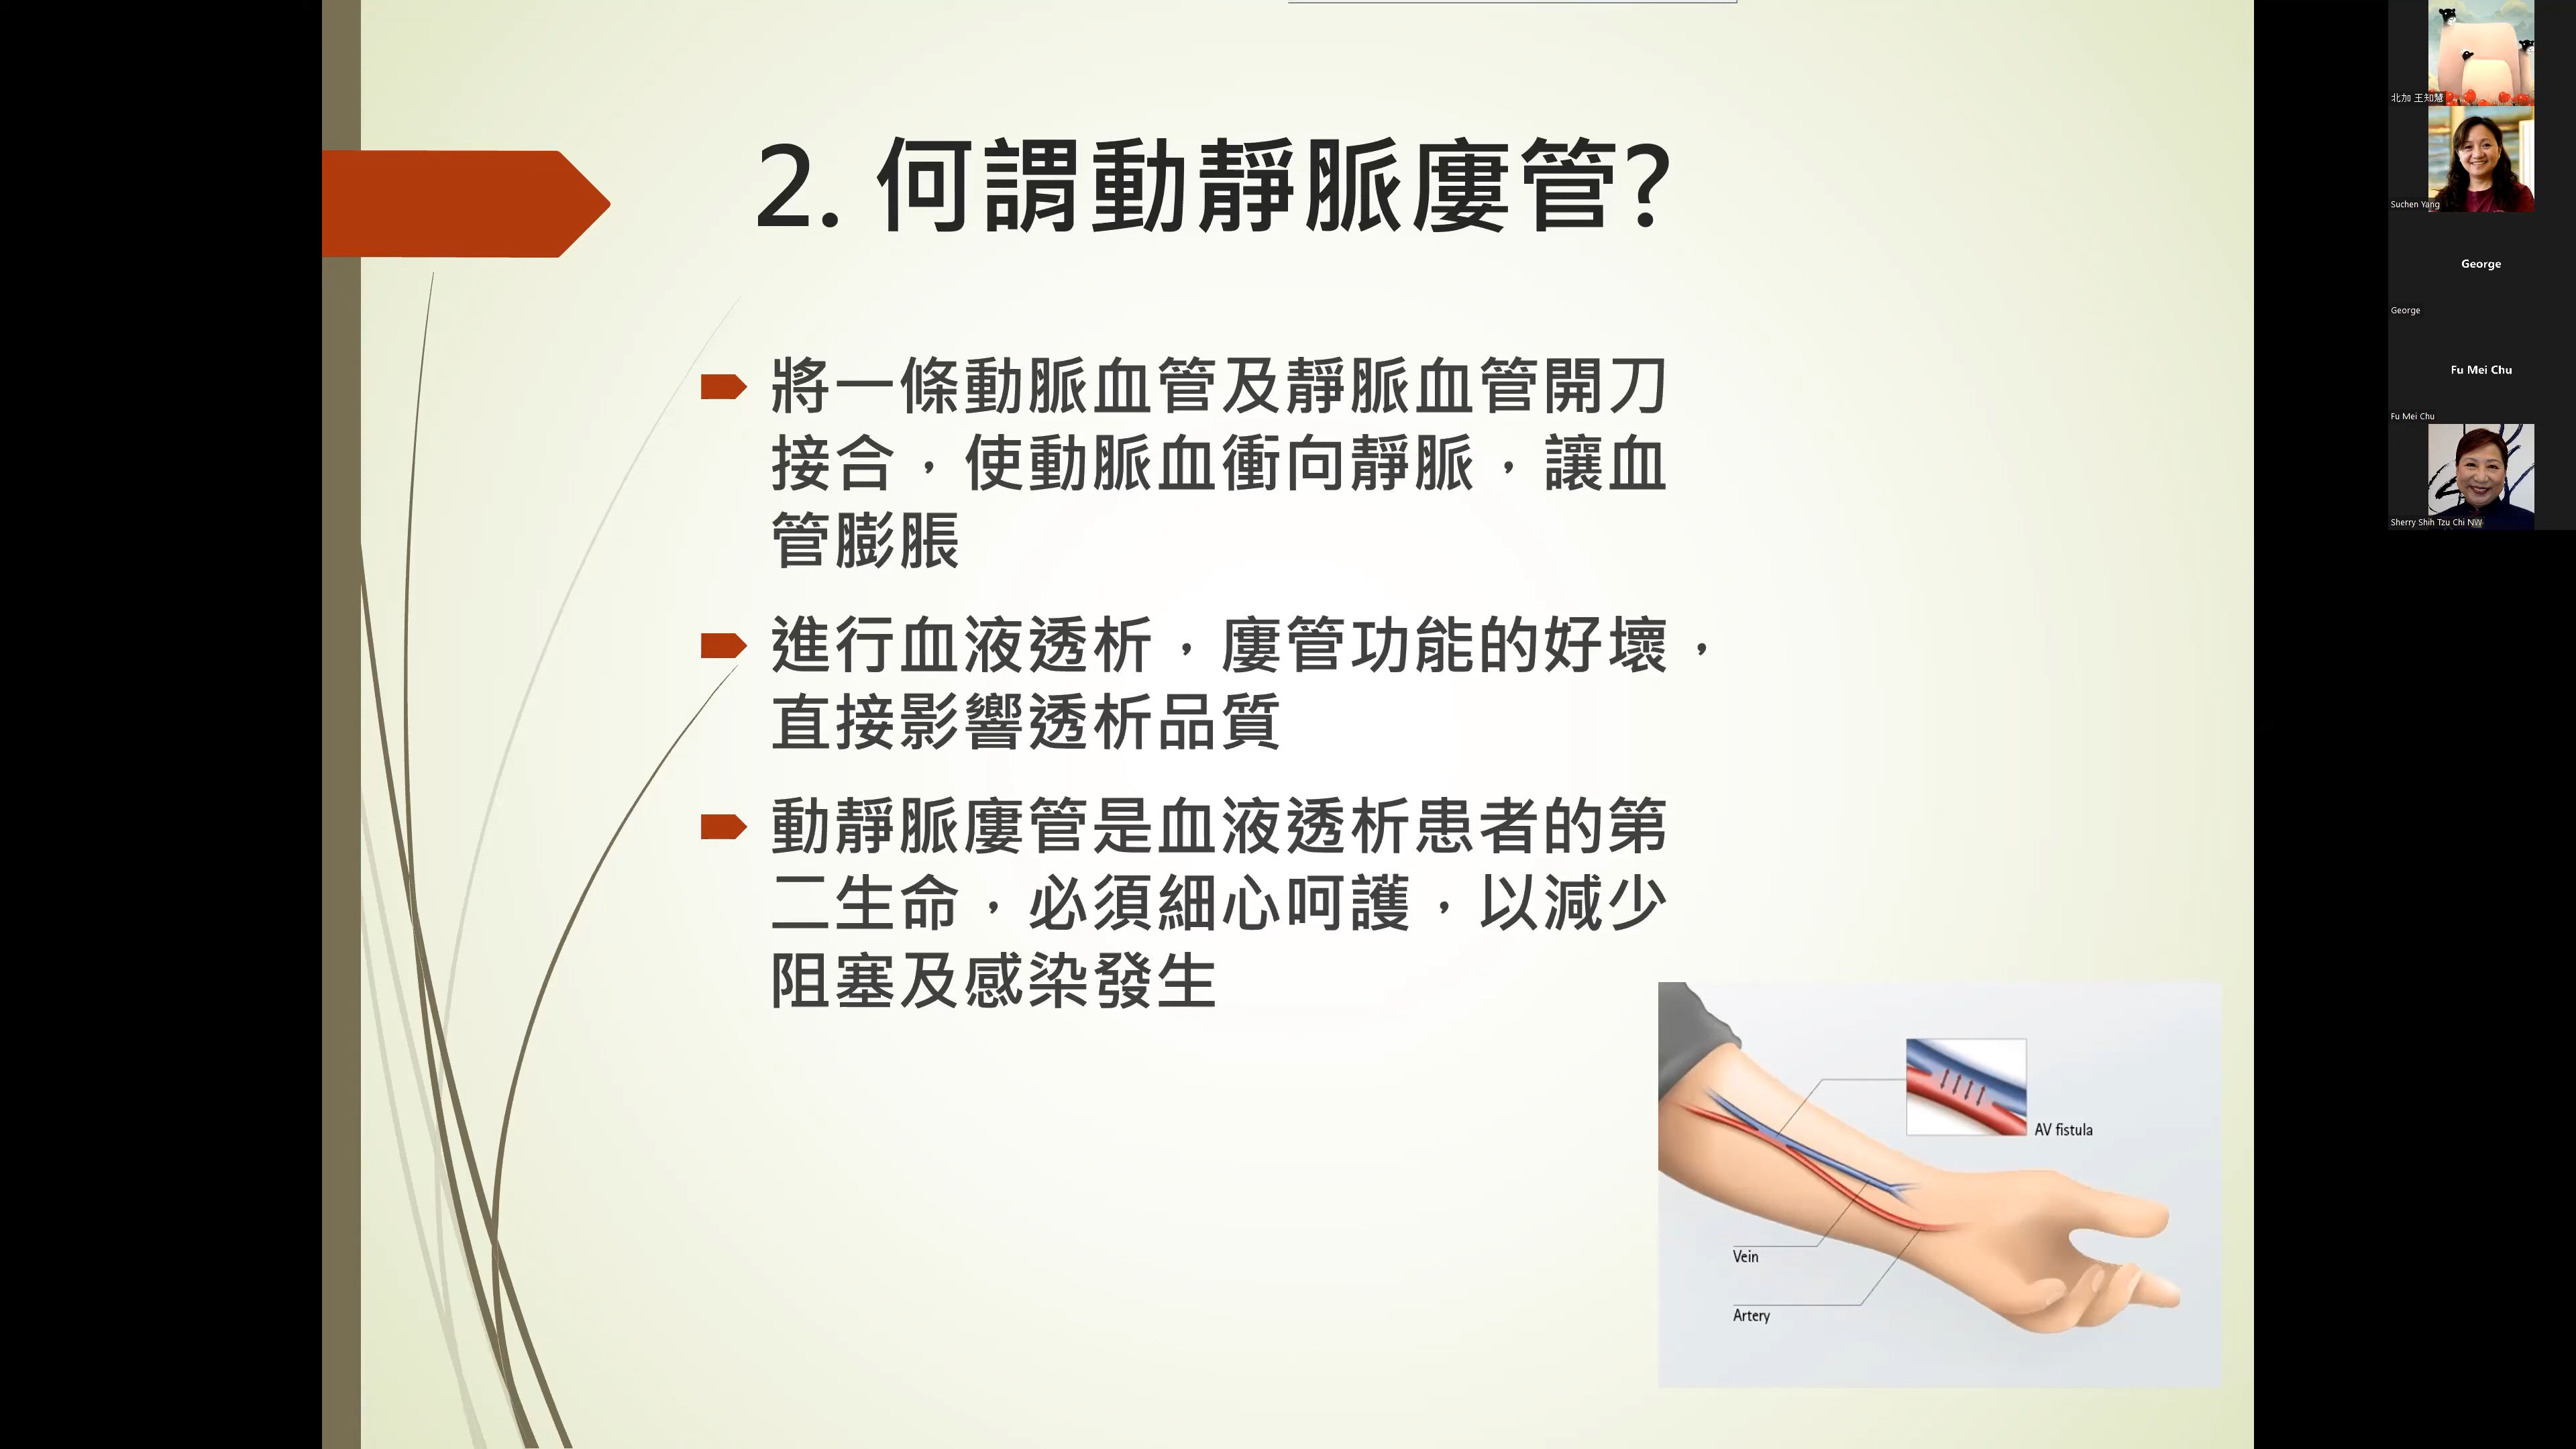 2. 何謂動靜脈廔管?
將一條動脈血管及靜脈血管開刀
接合，使動脈血衝向靜脈，讓血
管膨脹
進行血液透析，廔管功能的好壞，
直接影響透析品質
動靜脈廔管是血液透析患者的第
二生命，必須細心呵護，以減少
阻塞及感染發生
AV fistula
Vein
Artery
北加 王知慧
Suchen Yang
George
George
Fu Mei Chu
Fu Mei Chu
Sherry Shih Tzu Chi NW